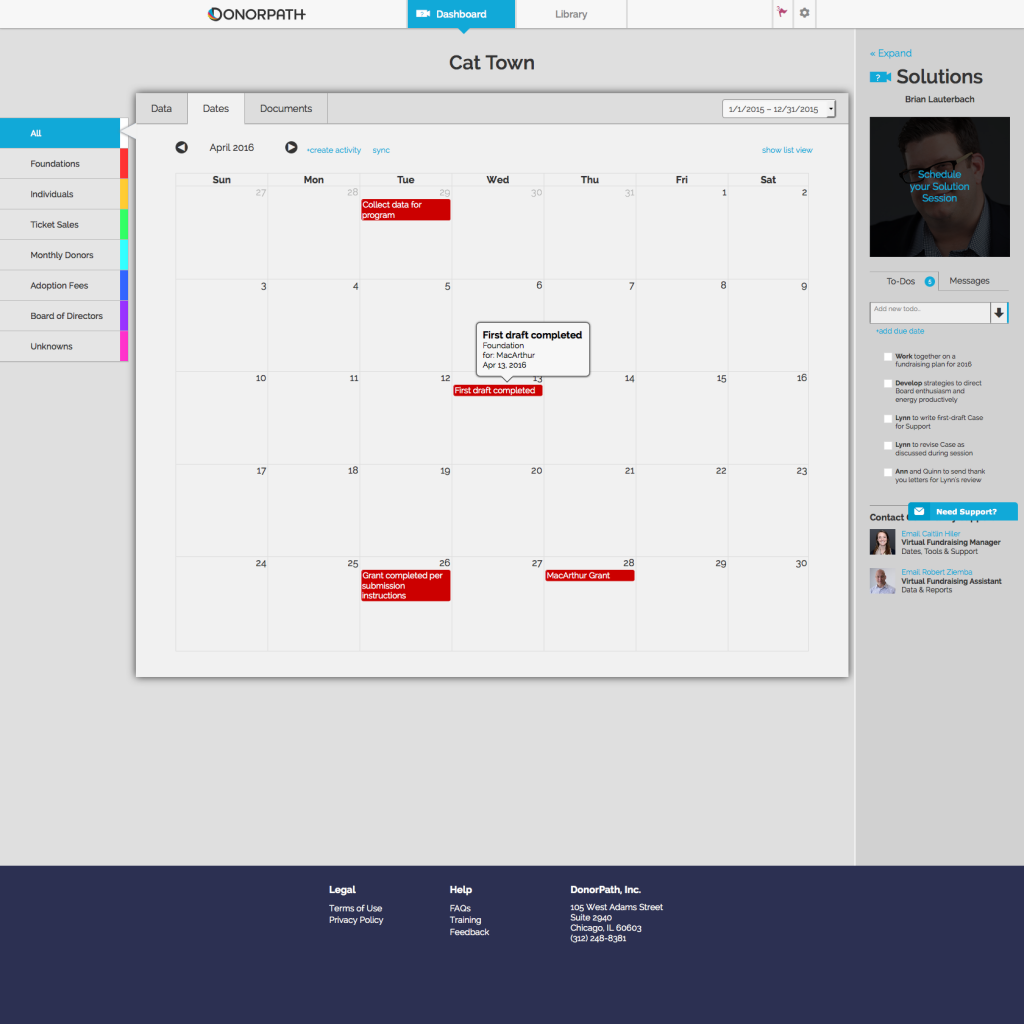 DONORPATH
Dashboard
Library
Cat Town
Data
Dates
Documents
1/1/2015 – 12/31/2015
All
Foundations
Individuals
Ticket Sales
Monthly Donors
Adoption Fees
Board of Directors
Unknowns
April 2016
+create activity
sync
show list view
Sun Mon Tue Wed Thu Fri Sat
27 28 29 30 31 1 2
Collect data for
program
3 4 5 6 7 8 9
First draft completed
Foundation
for: MacArthur
Apr 13, 2016
10 11 12 13 14 15 16
First draft completed
17 18 19 20 21 22 23
24 25 26 27 28 29 30
Grant completed per
submission
instructions
MacArthur Grant
« Expand
? Solutions
Brian Lauterbach
Schedule
your Solution
Session
To-Dos 5
Messages
Add new todo..
+add due date
Work together on a
fundraising plan for 2016
Develop strategies to direct
Board enthusiasm and
energy productively
Lynn to write first-draft Case
for Support
Lynn to revise Case as
discussed during session
Ann and Quinn to send thank
you letters for Lynn's review
Contact
Need Support?
Email Caitlin Hiler
Virtual Fundraising Manager
Dates, Tools & Support
Email Robert Ziemba
Virtual Fundraising Assistant
Data & Reports
Legal
Terms of Use
Privacy Policy
Help
FAQs
Training
Feedback
DonorPath, Inc.
105 West Adams Street
Suite 2940
Chicago, IL 60603
(312) 248-8381